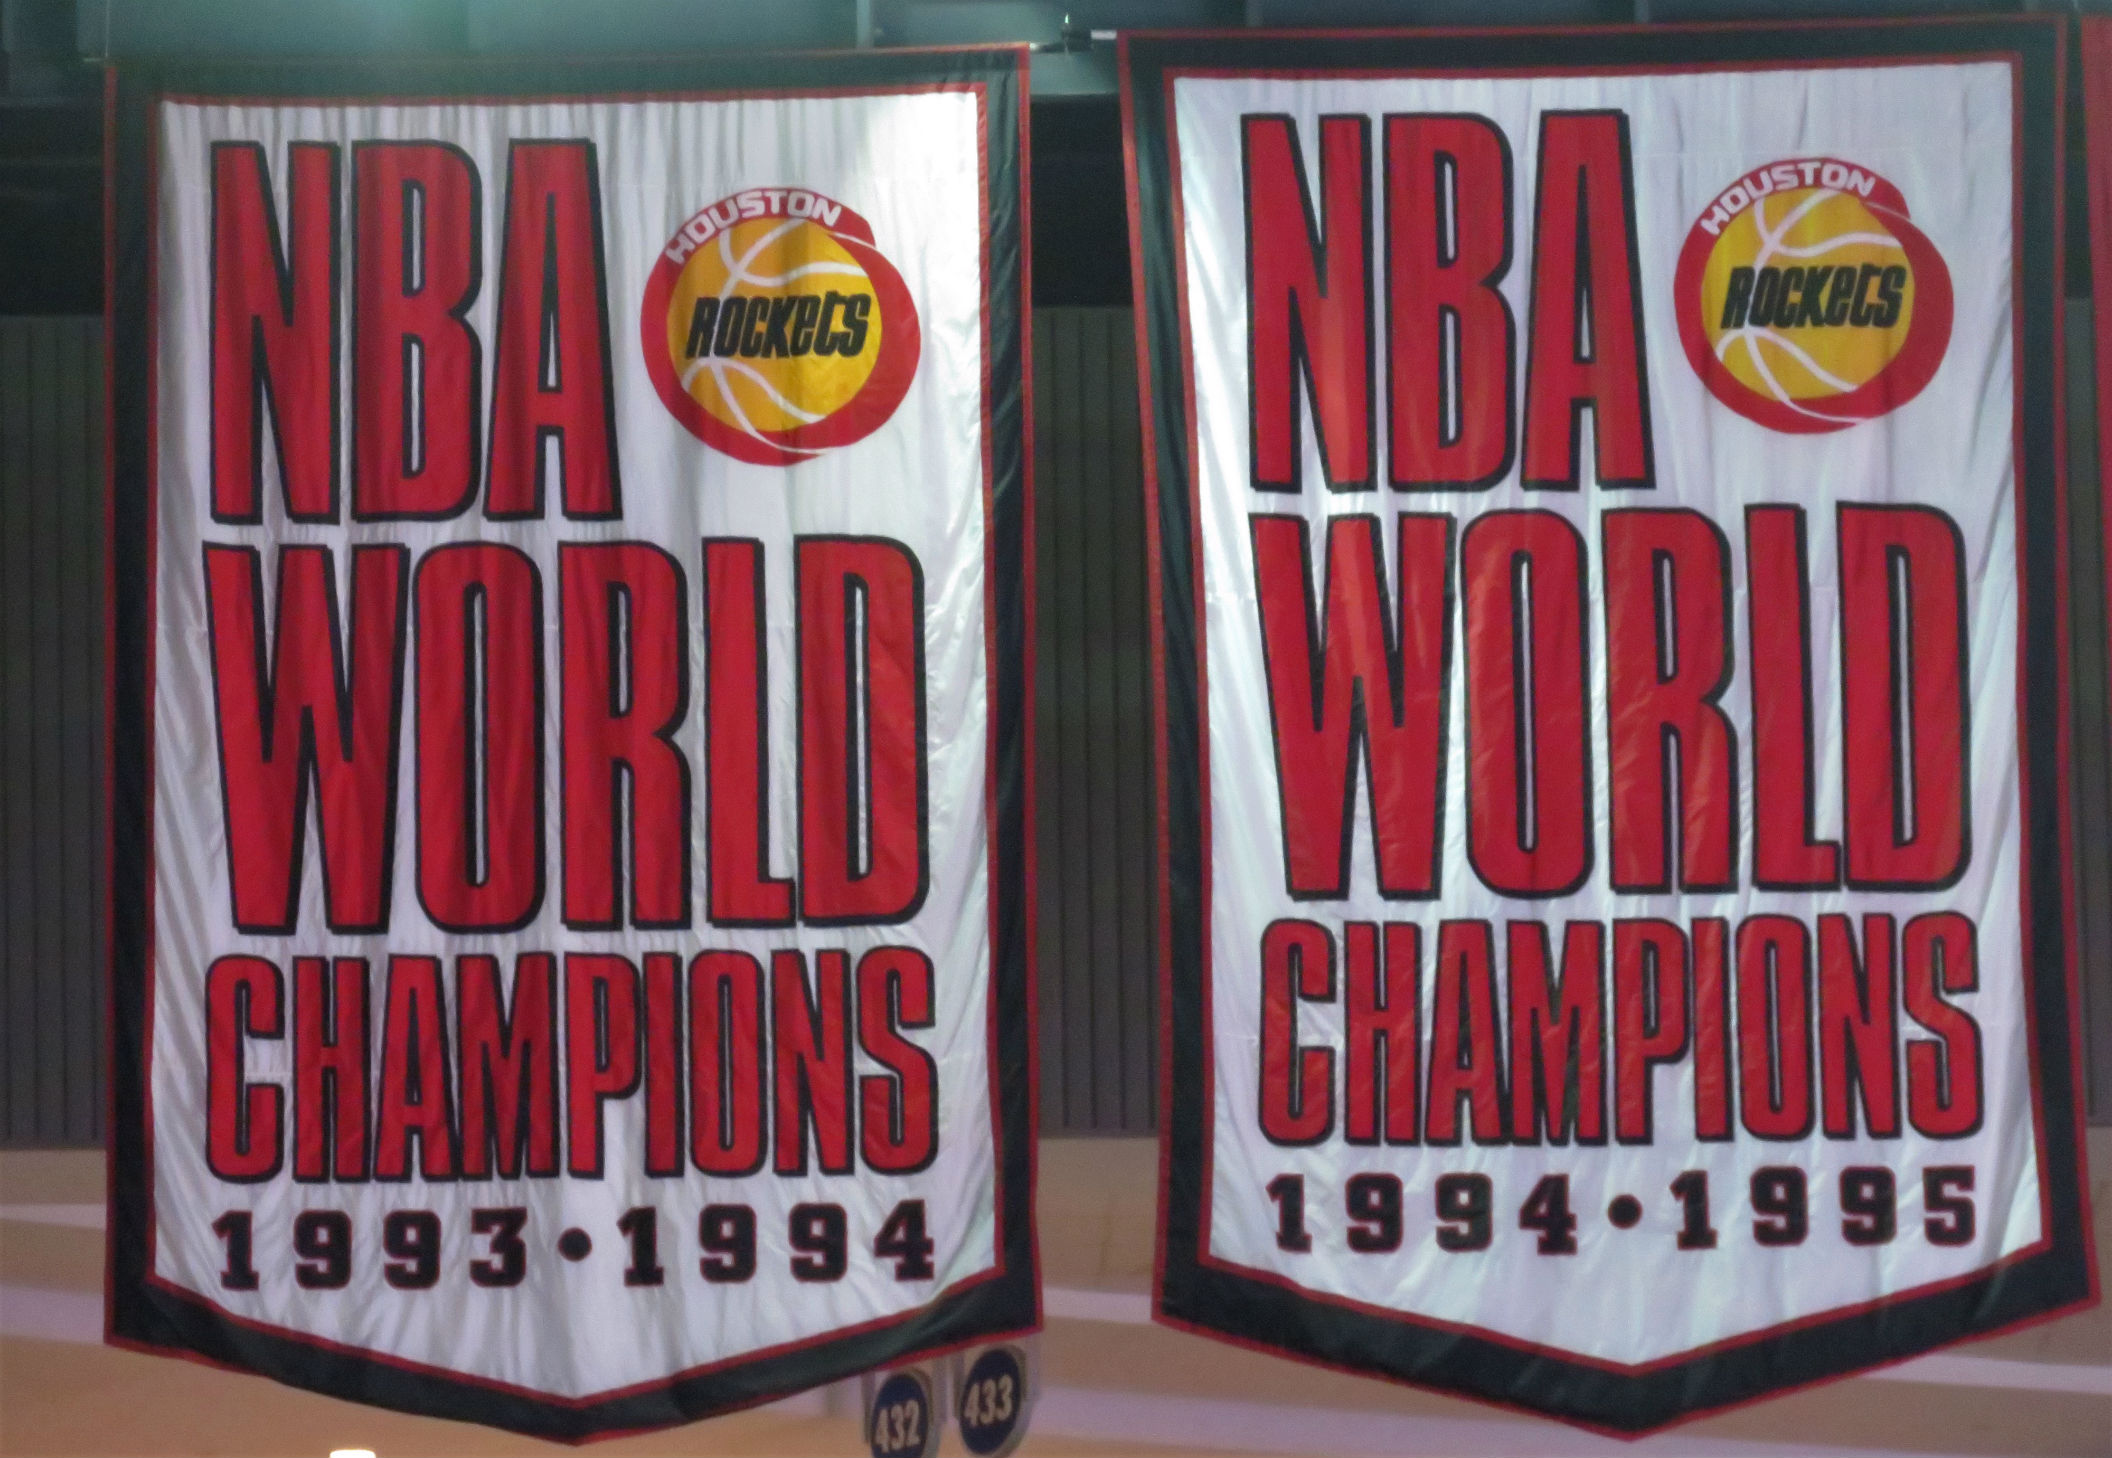 NBA
HOUSTON
ROCKETS
WORLD
CHAMPIONS
1993•1994
NBA
HOUSTON
ROCKETS
WORLD
CHAMPIONS
1994•1995
432
433